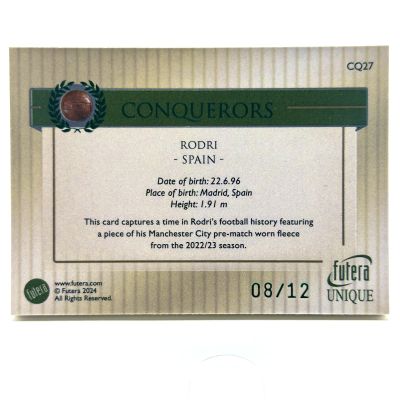 CQ27
CONQUERORS
RODRI
- SPAIN -
Date of birth: 22.6.96
Place of birth: Madrid, Spain
Height: 1.91 m
This card captures a time in Rodri's football history featuring
a piece of his Manchester City pre-match worn fleece
from the 2022/23 season.
futera
www.futera.com
© Futera 2024
All Rights Reserved.
08/12
futera
UNIQUE